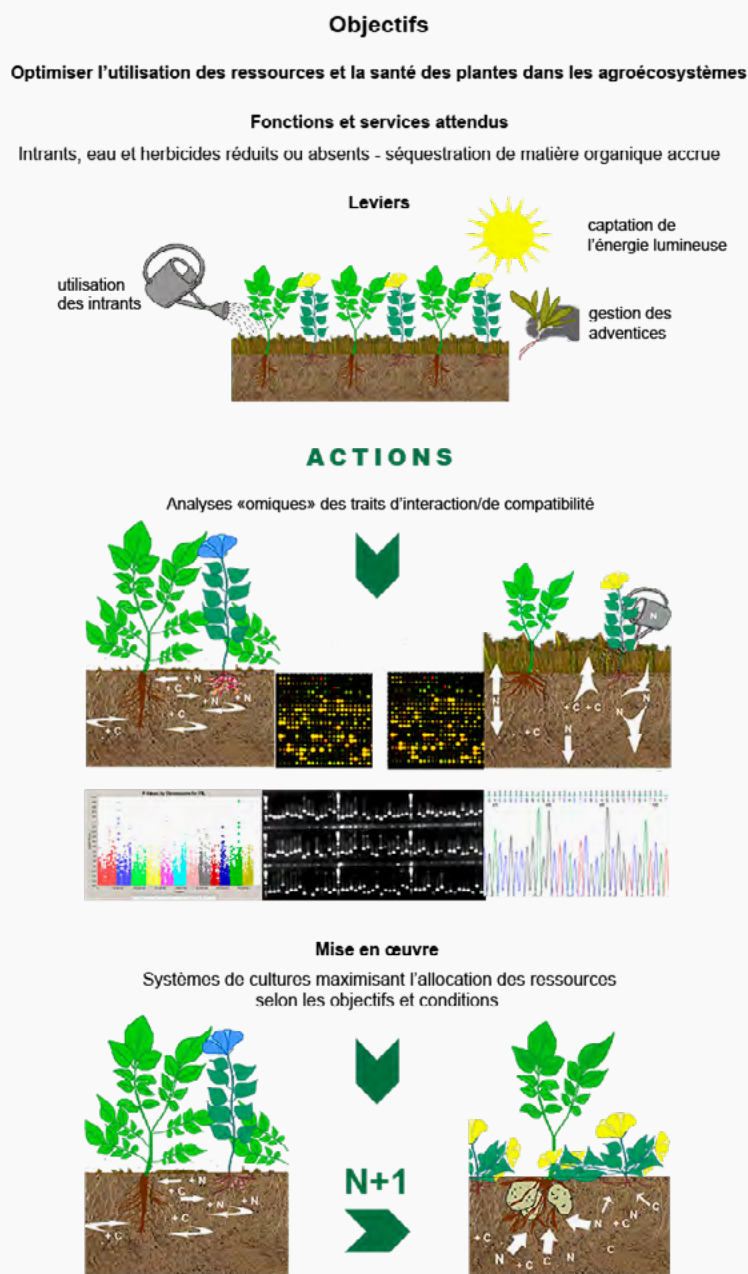 Objectifs
Optimiser l'utilisation des ressources et la santé des plantes dans les agroécosystèmes
Fonctions et services attendus
Intrants, eau et herbicides réduits ou absents - séquestration de matière organique accrue
Leviers
captation de
l'énergie lumineuse
utilisation
des intrants
gestion des
adventices
ACTIONS
Analyses «omiques» des traits d'interaction/de compatibilité
N
+N
+C
+N
+N
+C
+C
N
+C
+C
N
N
+C
N
N
Mise en œuvre
Systèmes de cultures maximisant l'allocation des ressources
selon les objectifs et conditions
+N
+C
+N
+N
+C
+C
N+1
C
N
N
+C
N
+C
N
C
N
C